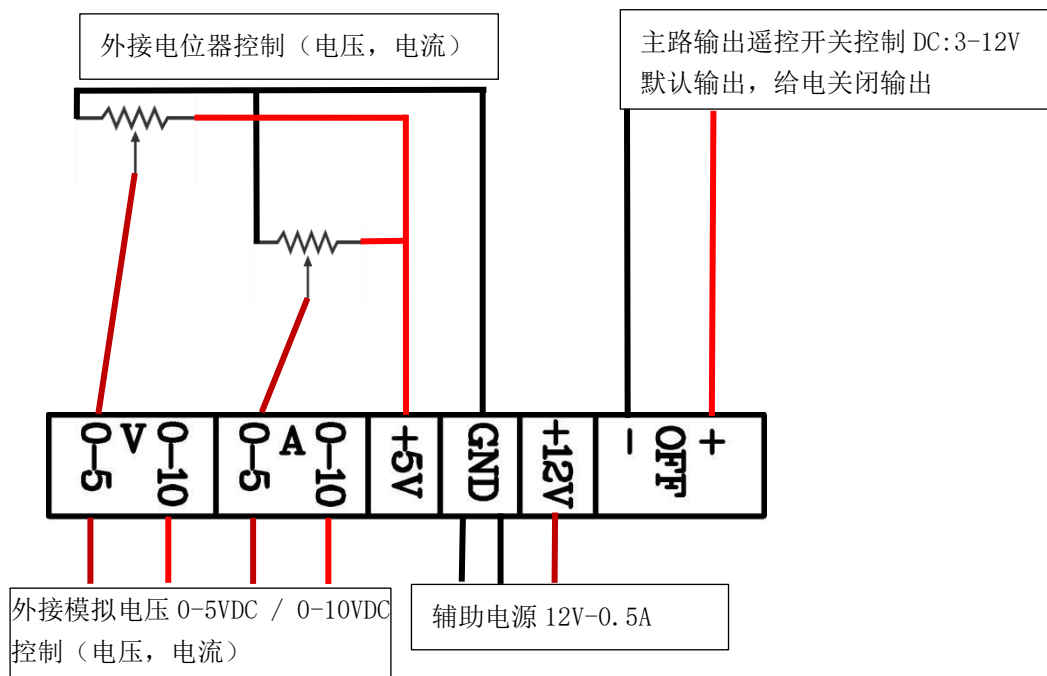 外接电位器控制（电压，电流）
主路输出遥控开关控制 DC:3-12V
默认输出，给电关闭输出
0-5
V
0-10
0-5
A
0-10
+5V
GND
+12V
-
OFF
+
外接模拟电压 0-5VDC / 0-10VDC
控制（电压，电流）
辅助电源 12V-0.5A